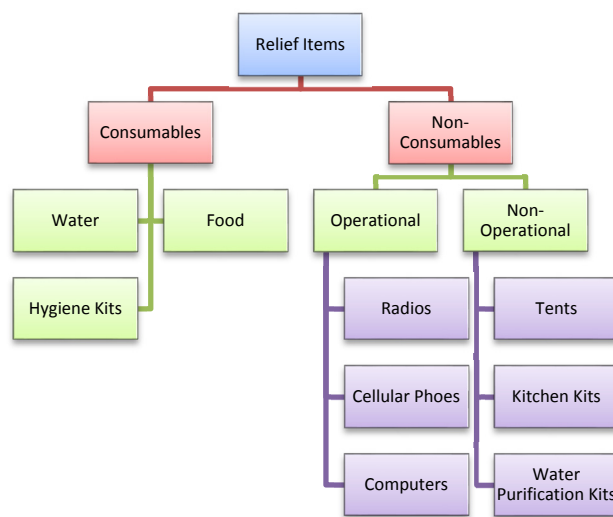 Relief Items
Consumables
Non-
Consumables
Water
Food
Operational
Non-
Operational
Hygiene Kits
Radios
Tents
Cellular Phoes
Kitchen Kits
Computers
Water
Purification Kits